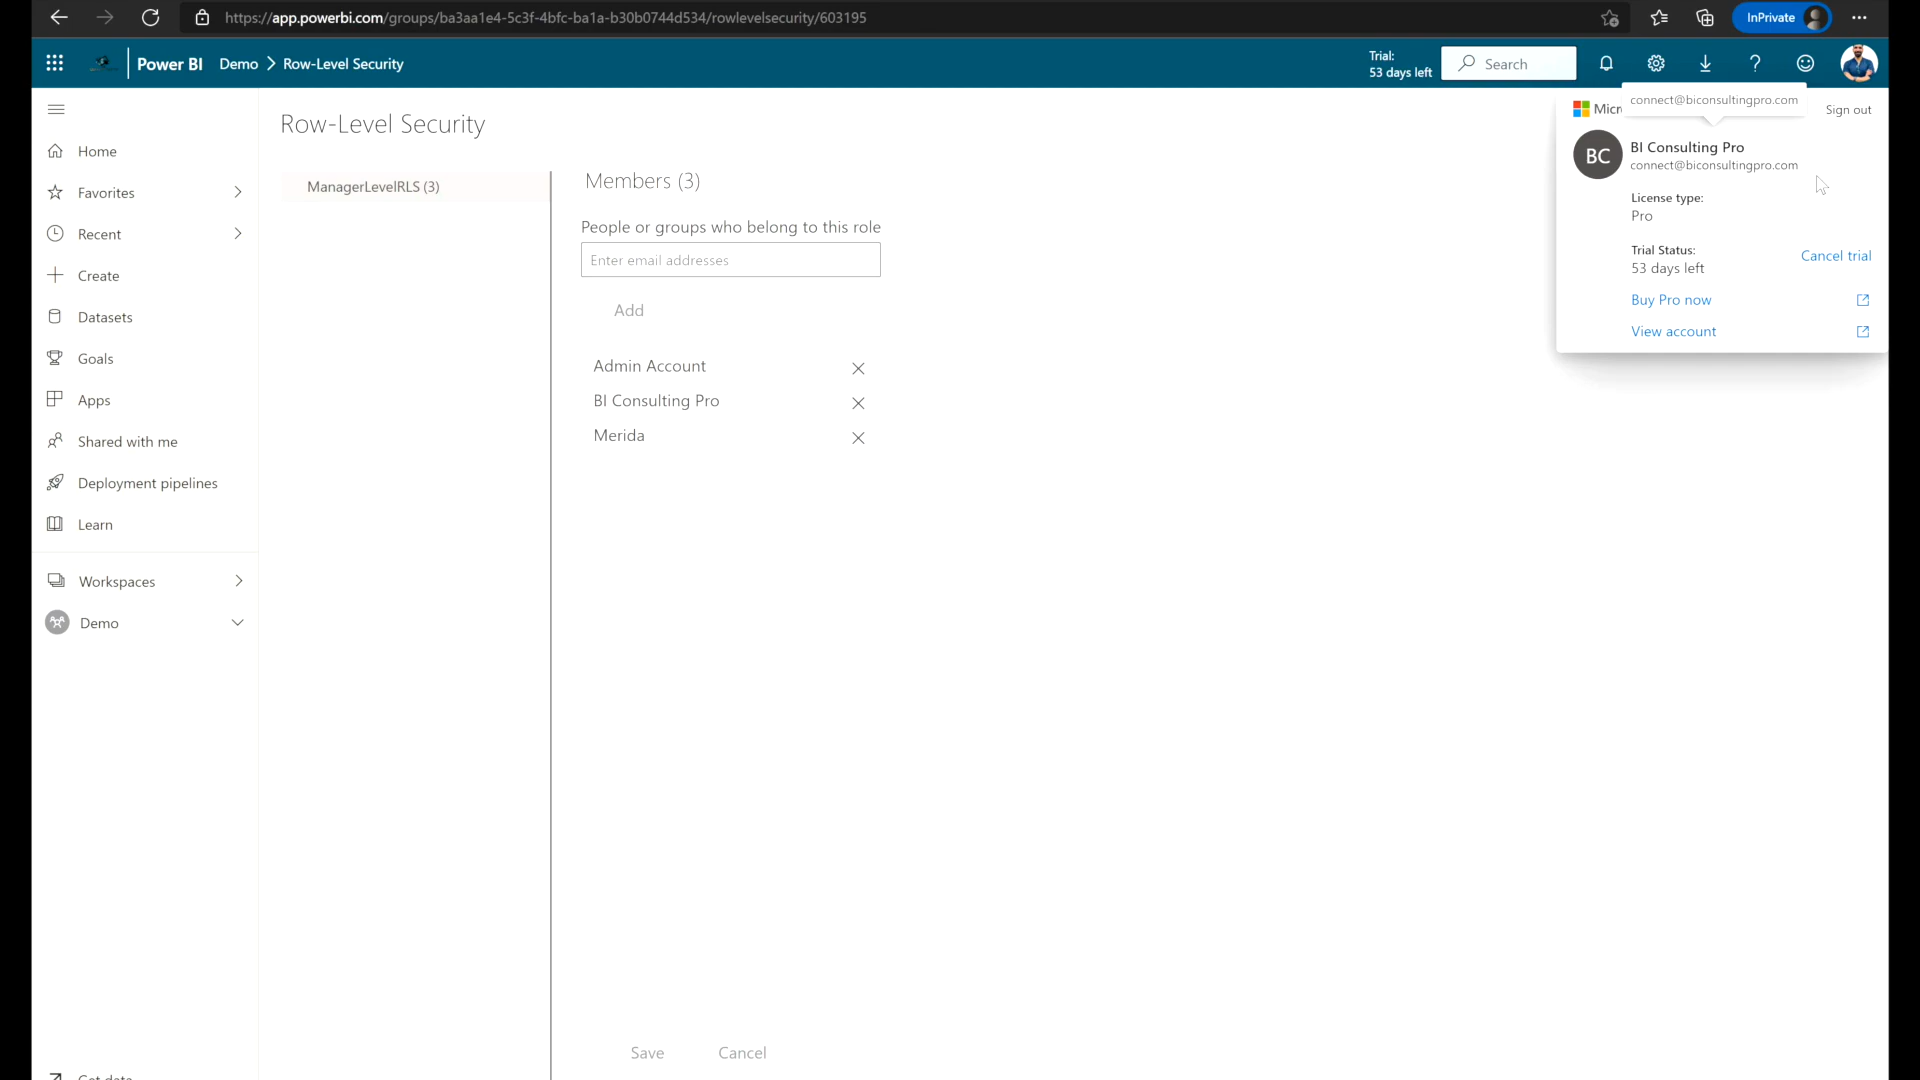 https://app.powerbi.com/groups/ba3aa1e4-5c3f-4bfc-ba1a-b30b0744d534/rowlevelsecurity/603195
InPrivate
Power BI
Demo
Row-Level Security
Trial:
53 days left
Search
Row-Level Security
Home
Favorites
Recent
Create
Datasets
Goals
Apps
Shared with me
Deployment pipelines
Learn
Workspaces
Demo
ManagerLevelRLS (3)
Members (3)
People or groups who belong to this role
Enter email addresses
Add
Admin Account
BI Consulting Pro
Merida
Save Cancel
connect@biconsultingpro.com
Sign out
BC
BI Consulting Pro
connect@biconsultingpro.com
License type:
Pro
Trial Status:
53 days left
Cancel trial
Buy Pro now
View account